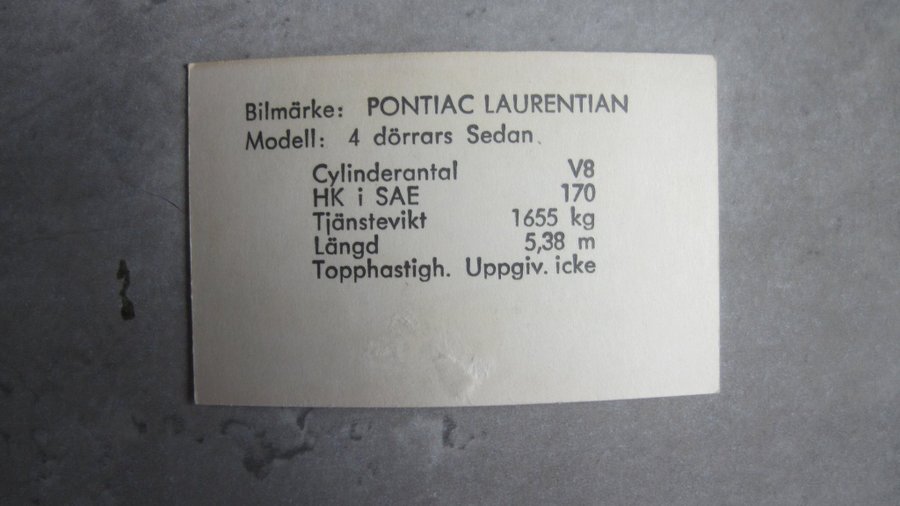 Bilmärke: PONTIAC LAURENTIAN
Modell: 4 dörrars Sedan.
Cylinderantal V8
HK i SAE 170
Tjänstevikt 1655 kg
Längd 5,38 m
Topphastigh. Uppgiv. icke